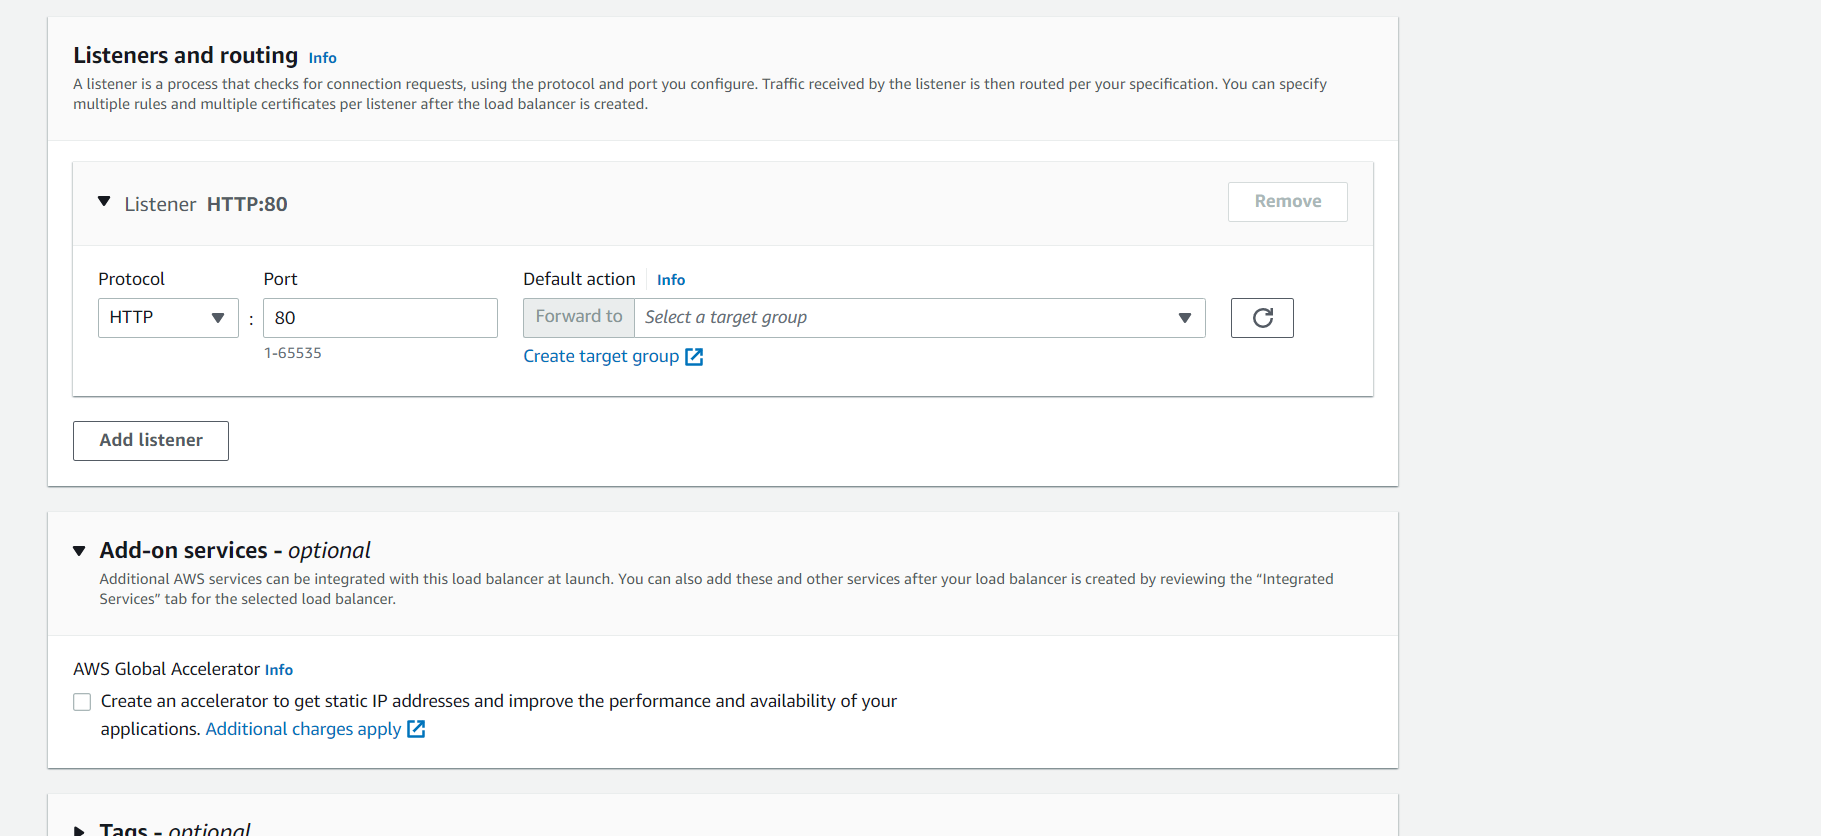 Listeners and routing Info
A listener is a process that checks for connection requests, using the protocol and port you configure. Traffic received by the listener is then routed per your specification. You can specify
multiple rules and multiple certificates per listener after the load balancer is created.
Listener HTTP:80
Remove
Protocol
Port
Default action Info
HTTP
:
80
Forward to
Select a target group
1-65535
Create target group
Add listener
Add-on services - optional
Additional AWS services can be integrated with this load balancer at launch. You can also add these and other services after your load balancer is created by reviewing the “Integrated
Services” tab for the selected load balancer.
AWS Global Accelerator Info
Create an accelerator to get static IP addresses and improve the performance and availability of your
applications. Additional charges apply
Tags - optional